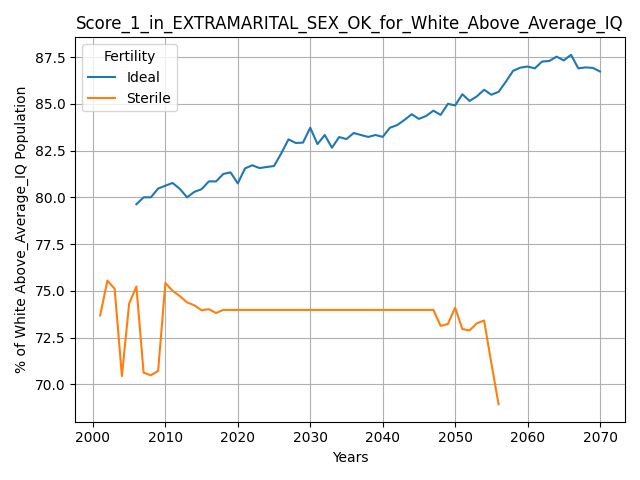 Score_1_in_EXTRAMARITAL_SEX_OK_for_White_Above_Average_IQ
Fertility
Ideal
Sterile
% of White Above_Average_IQ Population
87.5
85.0
82.5
80.0
77.5
75.0
72.5
70.0
2000 2010 2020 2030 2040 2050 2060 2070
Years